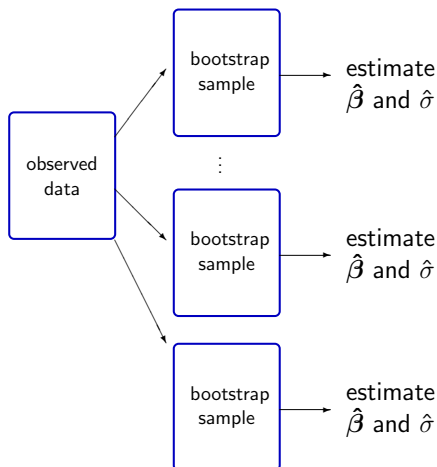 bootstrap
sample
estimate
𝜷̂ and σ̂
observed
data
⋮
bootstrap
sample
estimate
𝜷̂ and σ̂
bootstrap
sample
estimate
𝜷̂ and σ̂